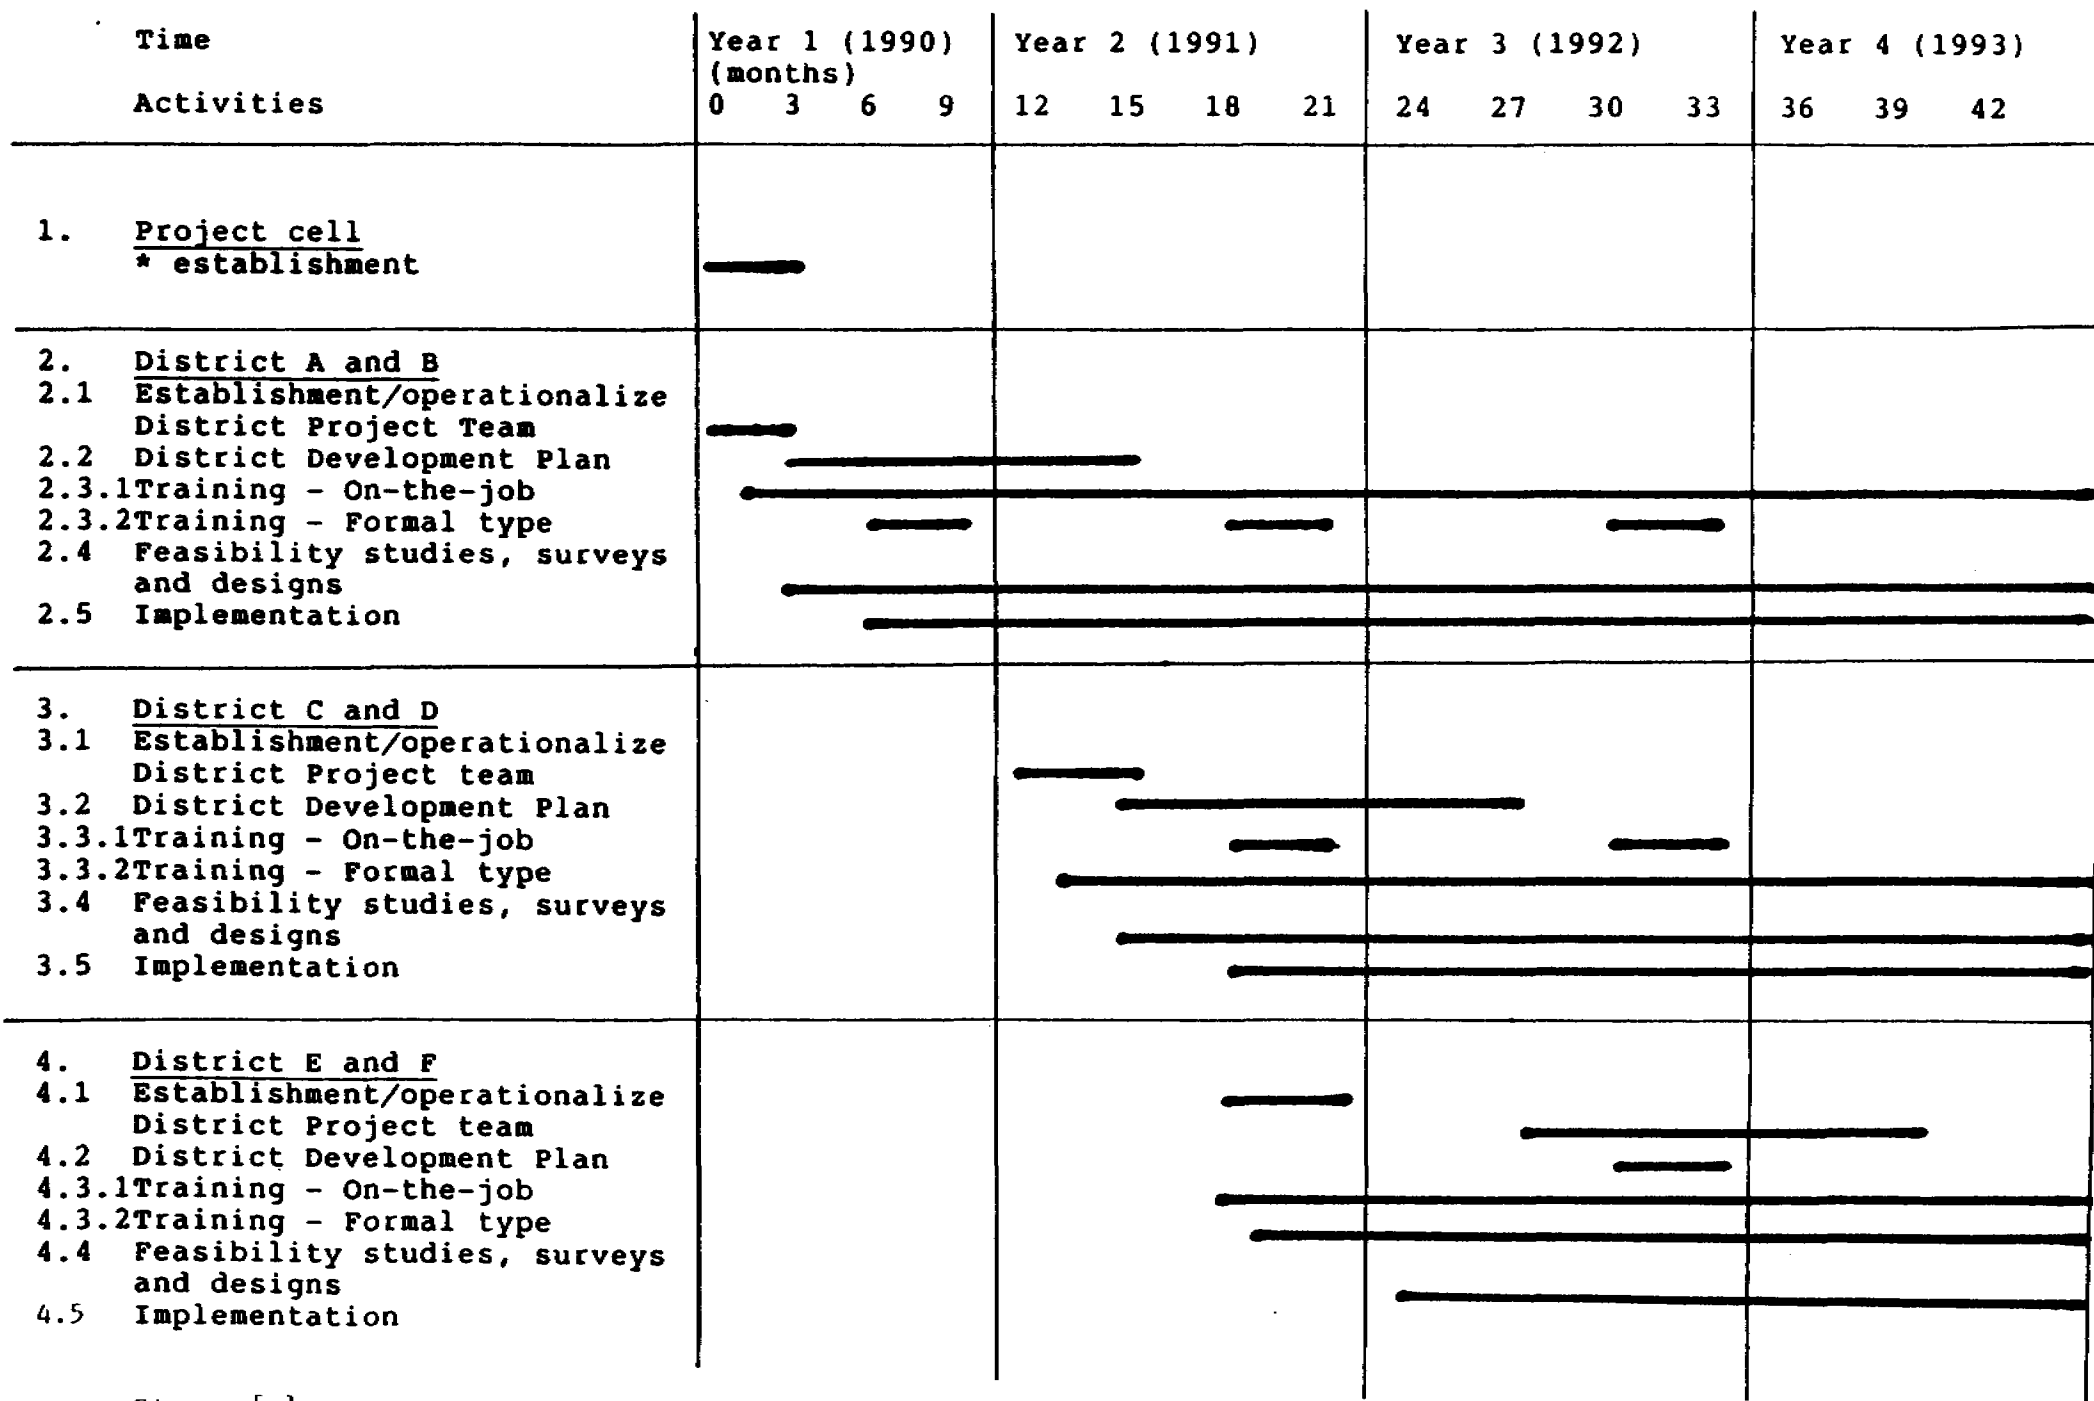 Time Year 1 (1990) Year 2 (1991) Year 3 (1992) Year 4 (1993)
(months)
Activities 0 3 6 9 12 15 18 21 24 27 30 33 36 39 42
1. Project cell
* establishment
2. District A and B
2.1 Establishment/operationalize
District Project Team
2.2 District Development Plan
2.3.1Training - On-the-job
2.3.2Training - Formal type
2.4 Feasibility studies, surveys
and designs
2.5 Implementation
3. District C and D
3.1 Establishment/operationalize
District Project team
3.2 District Development Plan
3.3.1Training - On-the-job
3.3.2Training - Formal type
3.4 Feasibility studies, surveys
and designs
3.5 Implementation
4. District E and F
4.1 Establishment/operationalize
District Project team
4.2 District Development Plan
4.3.1Training - On-the-job
4.3.2Training - Formal type
4.4 Feasibility studies, surveys
and designs
4.5 Implementation